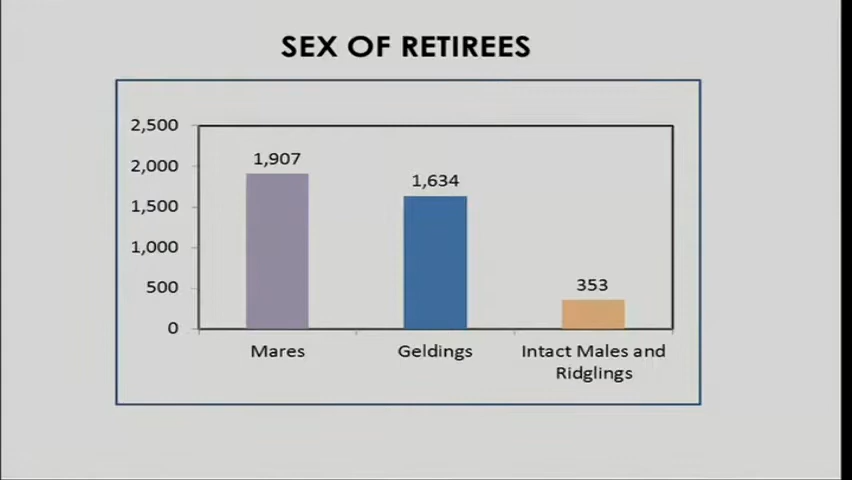 SEX OF RETIREES
2,500
2,000
1,500
1,000
500
0
1,907
1,634
353
Mares
Geldings
Intact Males and
Ridglings